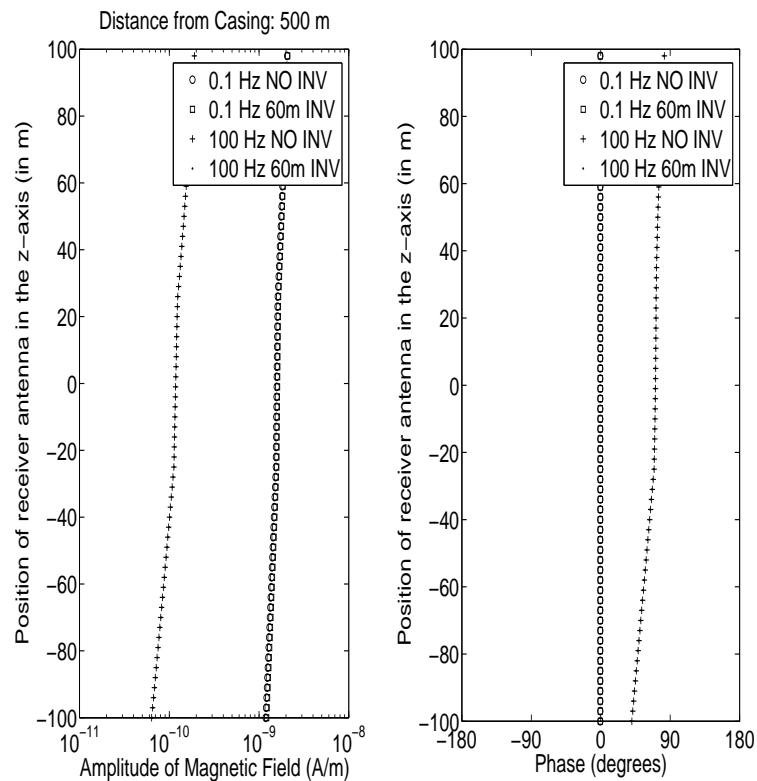 Distance from Casing: 500 m
Position of receiver antenna in the z−axis (in m)
100
80
60
40
20
0
−20
−40
−60
−80
−100
0.1 Hz NO INV
0.1 Hz 60m INV
100 Hz NO INV
100 Hz 60m INV
10−11
10−10
10−9
10−8
Amplitude of Magnetic Field (A/m)
Position of receiver antenna in the z−axis (in m)
100
80
60
40
20
0
−20
−40
−60
−80
−100
0.1 Hz NO INV
0.1 Hz 60m INV
100 Hz NO INV
100 Hz 60m INV
−180
−90
0
90
180
Phase (degrees)